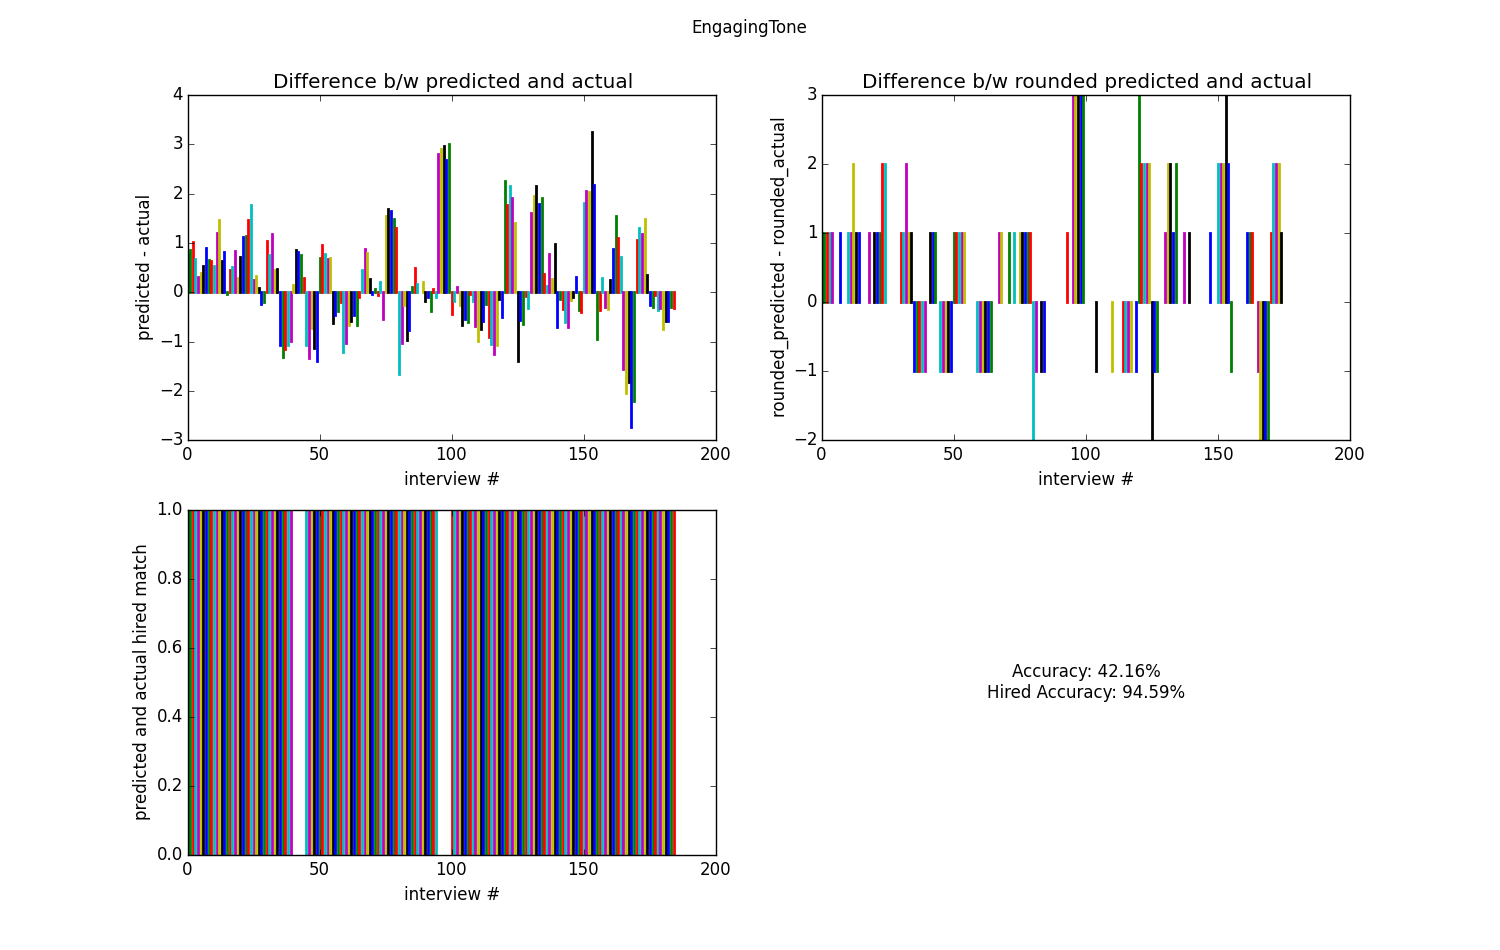 EngagingTone
Difference b/w predicted and actual
4
3
2
1
0
−1
−2
−3
predicted - actual
0 50 100 150 200
interview #
Difference b/w rounded predicted and actual
3
2
1
0
−1
−2
rounded_predicted - rounded_actual
0 50 100 150 200
interview #
1.0
0.8
0.6
0.4
0.2
0.0
predicted and actual hired match
0 50 100 150 200
interview #
Accuracy: 42.16%
Hired Accuracy: 94.59%